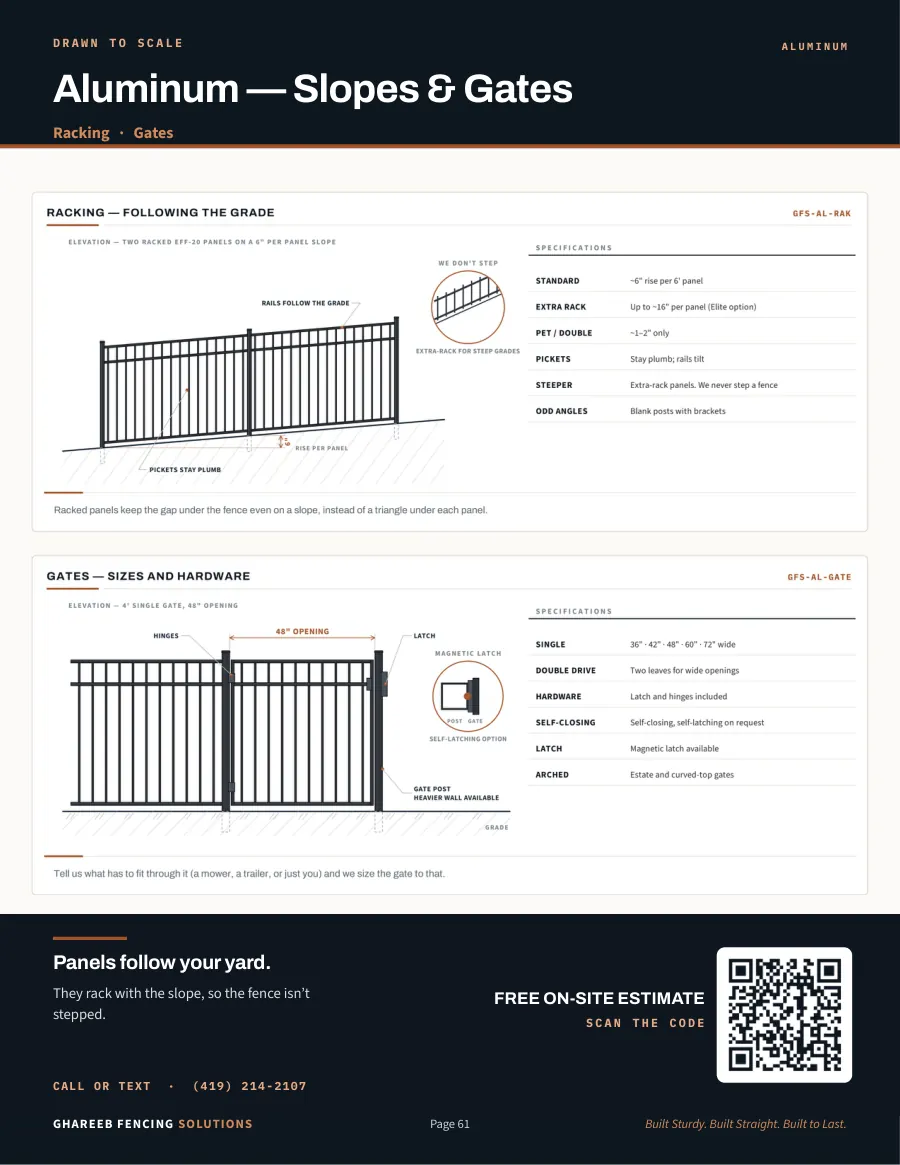 DRAWN TO SCALE
ALUMINUM
Aluminum — Slopes & Gates
Racking · Gates
RACKING — FOLLOWING THE GRADE
GFS-AL-RAK
ELEVATION — TWO RACKED EFF-20 PANELS ON A 6" PER PANEL SLOPE
WE DON'T STEP
RAILS FOLLOW THE GRADE
EXTRA-RACK FOR STEEP GRADES
6"
RISE PER PANEL
PICKETS STAY PLUMB
SPECIFICATIONS
STANDARD ~6" rise per 6' panel
EXTRA RACK Up to ~16" per panel (Elite option)
PET / DOUBLE ~1–2" only
PICKETS Stay plumb; rails tilt
STEEPER Extra-rack panels. We never step a fence
ODD ANGLES Blank posts with brackets
Racked panels keep the gap under the fence even on a slope, instead of a triangle under each panel.
GATES — SIZES AND HARDWARE
GFS-AL-GATE
ELEVATION — 4' SINGLE GATE, 48" OPENING
HINGES
48" OPENING
LATCH
MAGNETIC LATCH
POST GATE
SELF-LATCHING OPTION
GATE POST
HEAVIER WALL AVAILABLE
GRADE
SPECIFICATIONS
SINGLE 36" · 42" · 48" · 60" · 72" wide
DOUBLE DRIVE Two leaves for wide openings
HARDWARE Latch and hinges included
SELF-CLOSING Self-closing, self-latching on request
LATCH Magnetic latch available
ARCHED Estate and curved-top gates
Tell us what has to fit through it (a mower, a trailer, or just you) and we size the gate to that.
Panels follow your yard.
They rack with the slope, so the fence isn't
stepped.
FREE ON-SITE ESTIMATE
SCAN THE CODE
CALL OR TEXT · (419) 214-2107
GHAREEB FENCING SOLUTIONS
Page 61
Built Sturdy. Built Straight. Built to Last.